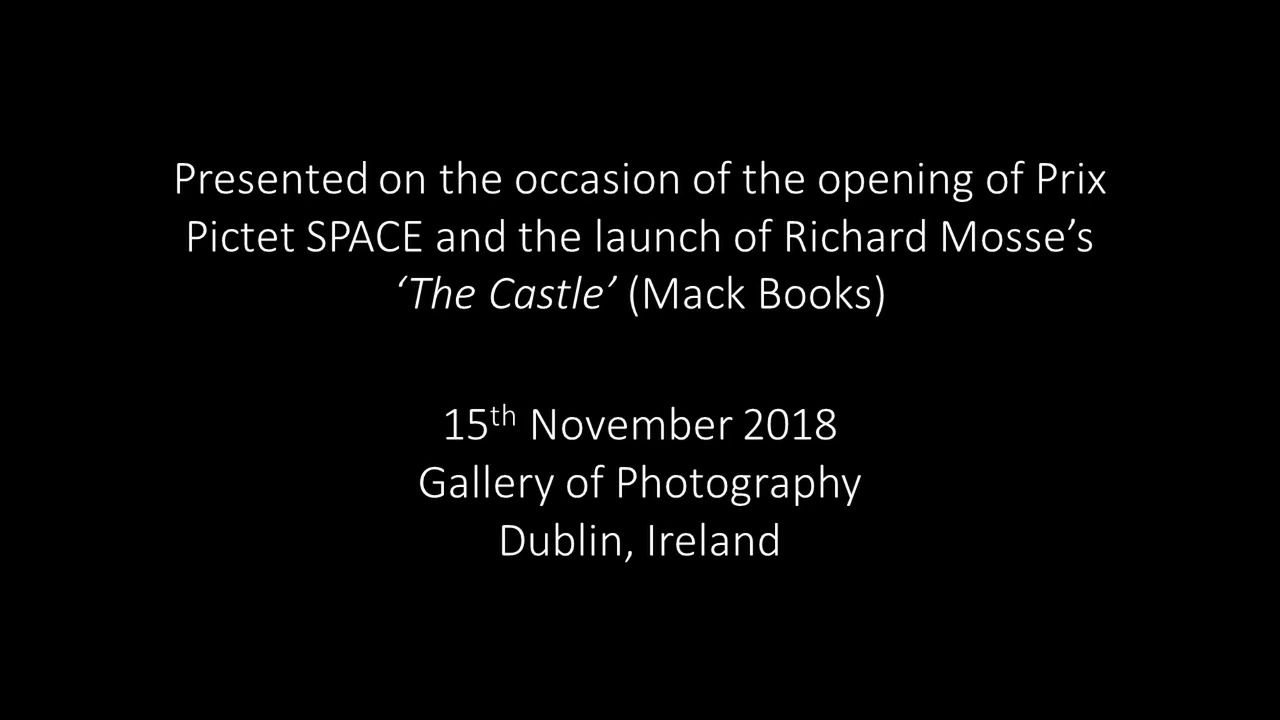 Presented on the occasion of the opening of Prix
Pictet SPACE and the launch of Richard Mosse’s
‘The Castle’ (Mack Books)
15th November 2018
Gallery of Photography
Dublin, Ireland